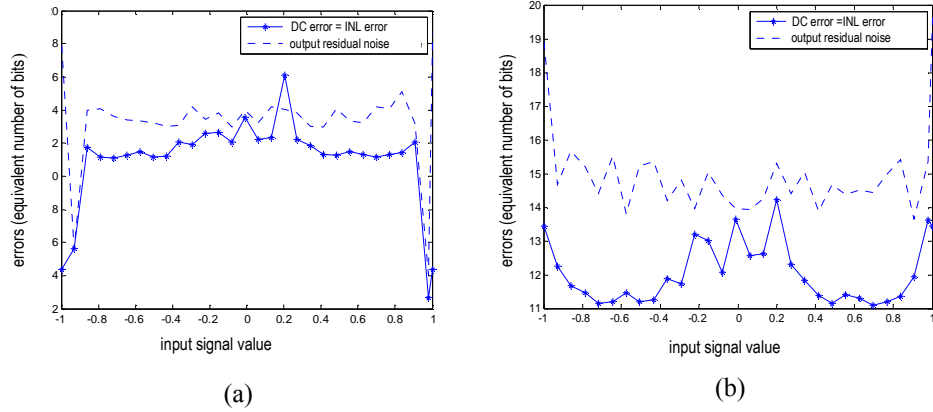 DC error = INL error
output residual noise
0
8
6
4
2
0
8
6
4
2
errors (equivalent number of bits)
-1 -0.8 -0.6 -0.4 -0.2 0 0.2 0.4 0.6 0.8 1
input signal value
(a)
DC error =INL error
output residual noise
20
19
18
17
16
15
14
13
12
11
errors (equivalent number of bits)
-1 -0.8 -0.6 -0.4 -0.2 0 0.2 0.4 0.6 0.8 1
input signal value
(b)